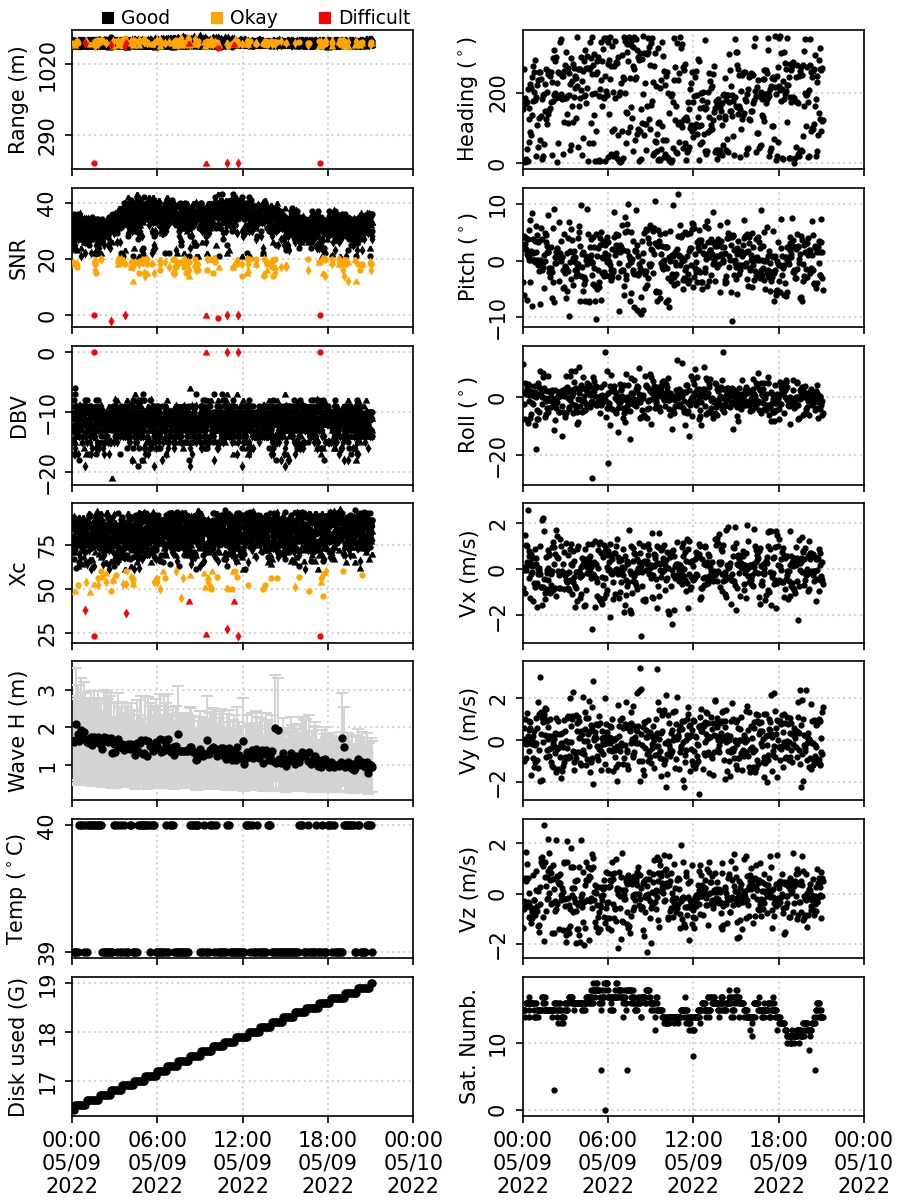 Good Okay Difficult
Range (m)
1020
290
Heading (°)
200
0
SNR
40
20
0
Pitch (°)
10
0
−10
DBV
0
−10
−20
Roll (°)
0
−20
Xc
75
50
25
Vx (m/s)
2
0
−2
Wave H (m)
3
2
1
Vy (m/s)
2
0
−2
Temp (°C)
40
39
Vz (m/s)
2
0
−2
Disk used (G)
19
18
17
Sat. Numb.
10
0
00:00 06:00 12:00 18:00 00:00
05/09 05/09 05/09 05/09 05/10
2022 2022 2022 2022 2022
00:00 06:00 12:00 18:00 00:00
05/09 05/09 05/09 05/09 05/10
2022 2022 2022 2022 2022